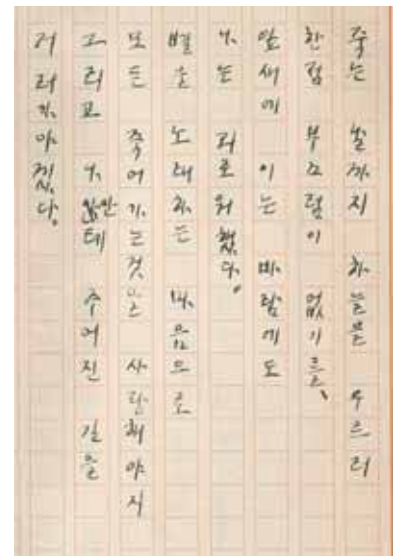 죽는 날까지 하늘을 우르러
한점 부끄럼이 없기를、
잎새에 이는 바람에도
나는 괴로워했다。
별을 노래하는 마음으로
모든 죽어가는것을 사랑해야지
그리고 나안테 주어진 길을
거러가야겠다。